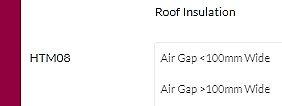 Roof Insulation
HTM08
Air Gap <100mm Wide
Air Gap >100mm Wide